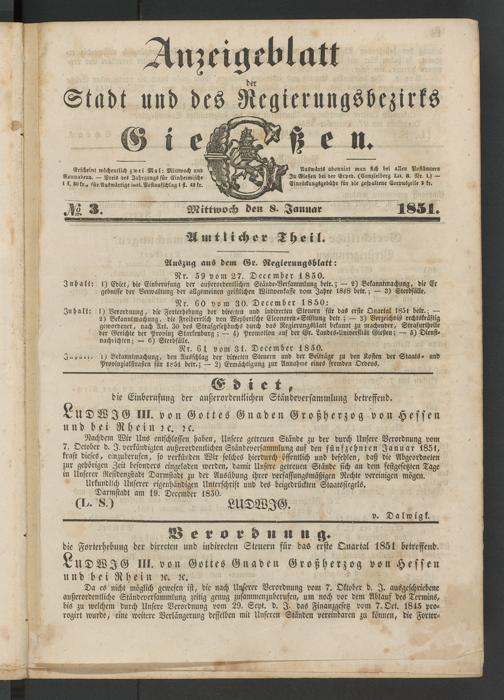 Anzeigeblatt
der
Stadt und des Regierungsbezirks
Gießen.
Erscheint wöchentlich zwei Mal: Mittwoch und
Sonnabend. — Preis des Jahrgangs für Einheimische
1 fl. 30 kr., für Auswärtige incl. Postaufschlag 1 fl. 43 kr.
Auswärts abonnirt man sich bei allen Postämtern
In Gießen bei der Exped. (Canzleiberg Lit. B. Nr. 1.) —
Einrückungsgebühr für die gespaltene Corpuszeile 3 kr.
№ 3. Mittwoch den 8. Januar 1851.
Amtlicher Theil.
Auszug aus dem Gr. Regierungsblatt:
Nr. 59 vom 27. December 1850.
Inhalt: 1) Edict, die Einberufung der außerordentlichen Stände-Versammlung betr.; — 2) Bekanntmachung, die Er
gebnisse der Verwaltung der allgemeinen geistlichen Wittwenkasse vom Jahre 1848 betr.; — 3) Sterbfälle.
Nr. 60 vom 30. December 1850:
Inhalt: 1) Verordnung, die Forterhebung der directen und indirecten Steuern für das erste Quartal 1851 betr.; —
2) Bekanntmachung, die Freiherrlich von Wrede'sche Eleonoren-Stiftung betr.; — 3) Verzeichniß rechtskräftig
gewordener, nach Art. 30 des Strafgesetzbuchs durch das Regierungsblatt bekannt zu machender, Strafurtheile
der Gerichte der Provinz Starkenburg; — 4) Promotion auf der Gr. Landes-Universität Gießen; — 5) Dienst-
nachrichten; — 6) Sterbfälle.
Nr. 61 vom 31. December 1850.
Inhalt: 1) Bekanntmachung, den Ausschlag der directen Steuern und der Beiträge zu den Kosten der Staats- und
Provinzialstraßen für 1851 betr.; — 2) Ermächtigung zur Annahme eines fremden Ordens.
Edict,
die Einberufung der außerordentlichen Ständeversammlung betreffend.
LUDWIG III. von Gottes Gnaden Großherzog von Hessen
und bei Rhein ꝛc. ꝛc.
Nachdem Wir Uns entschlossen haben, Unsere getreuen Stände zu der durch Unsere Verordnung vom
7. October d. J. verkündigten außerordentlichen Ständeversammlung auf den fünfzehnten Januar 1851,
kraft dieses, einzuberufen, so verkünden Wir solches hierdurch öffentlich und befehlen, daß die Abgeordneten
zur gehörigen Zeit besonders eingeladen werden, damit Unsere getreuen Stände sich an dem festgesetzten Tage
in Unserer Residenzstadt Darmstadt zu der Ausübung ihrer verfassungsmäßigen Rechte vereinigen mögen.
Urkundlich Unserer eigenhändigen Unterschrift und des beigedrückten Staatssiegels.
Darmstadt am 19. December 1850.
(L. S.) LUDWIG.
v. Dalwigk.
Verordnung.
die Forterhebung der directen und indirecten Steuern für das erste Quartal 1851 betreffend.
LUDWIG III. von Gottes Gnaden Großherzog von Hessen
und bei Rhein ꝛc. ꝛc.
Da es nicht möglich gewesen ist, die nach Unserer Verordnung vom 7. Oktober d. J. ausgeschriebene
außerordentliche Ständeversammlung zeitig genug zusammenzuberufen, um noch vor dem Ablauf des Termins,
bis zu welchem durch Unsere Verordnung vom 29. Sept. d. J. das Finanzgesetz vom 7. Oct. 1845 pro-
rogirt wurde, eine weitere Verlängerung desselben mit Unseren Ständen vereinbaren zu können, die Forter-